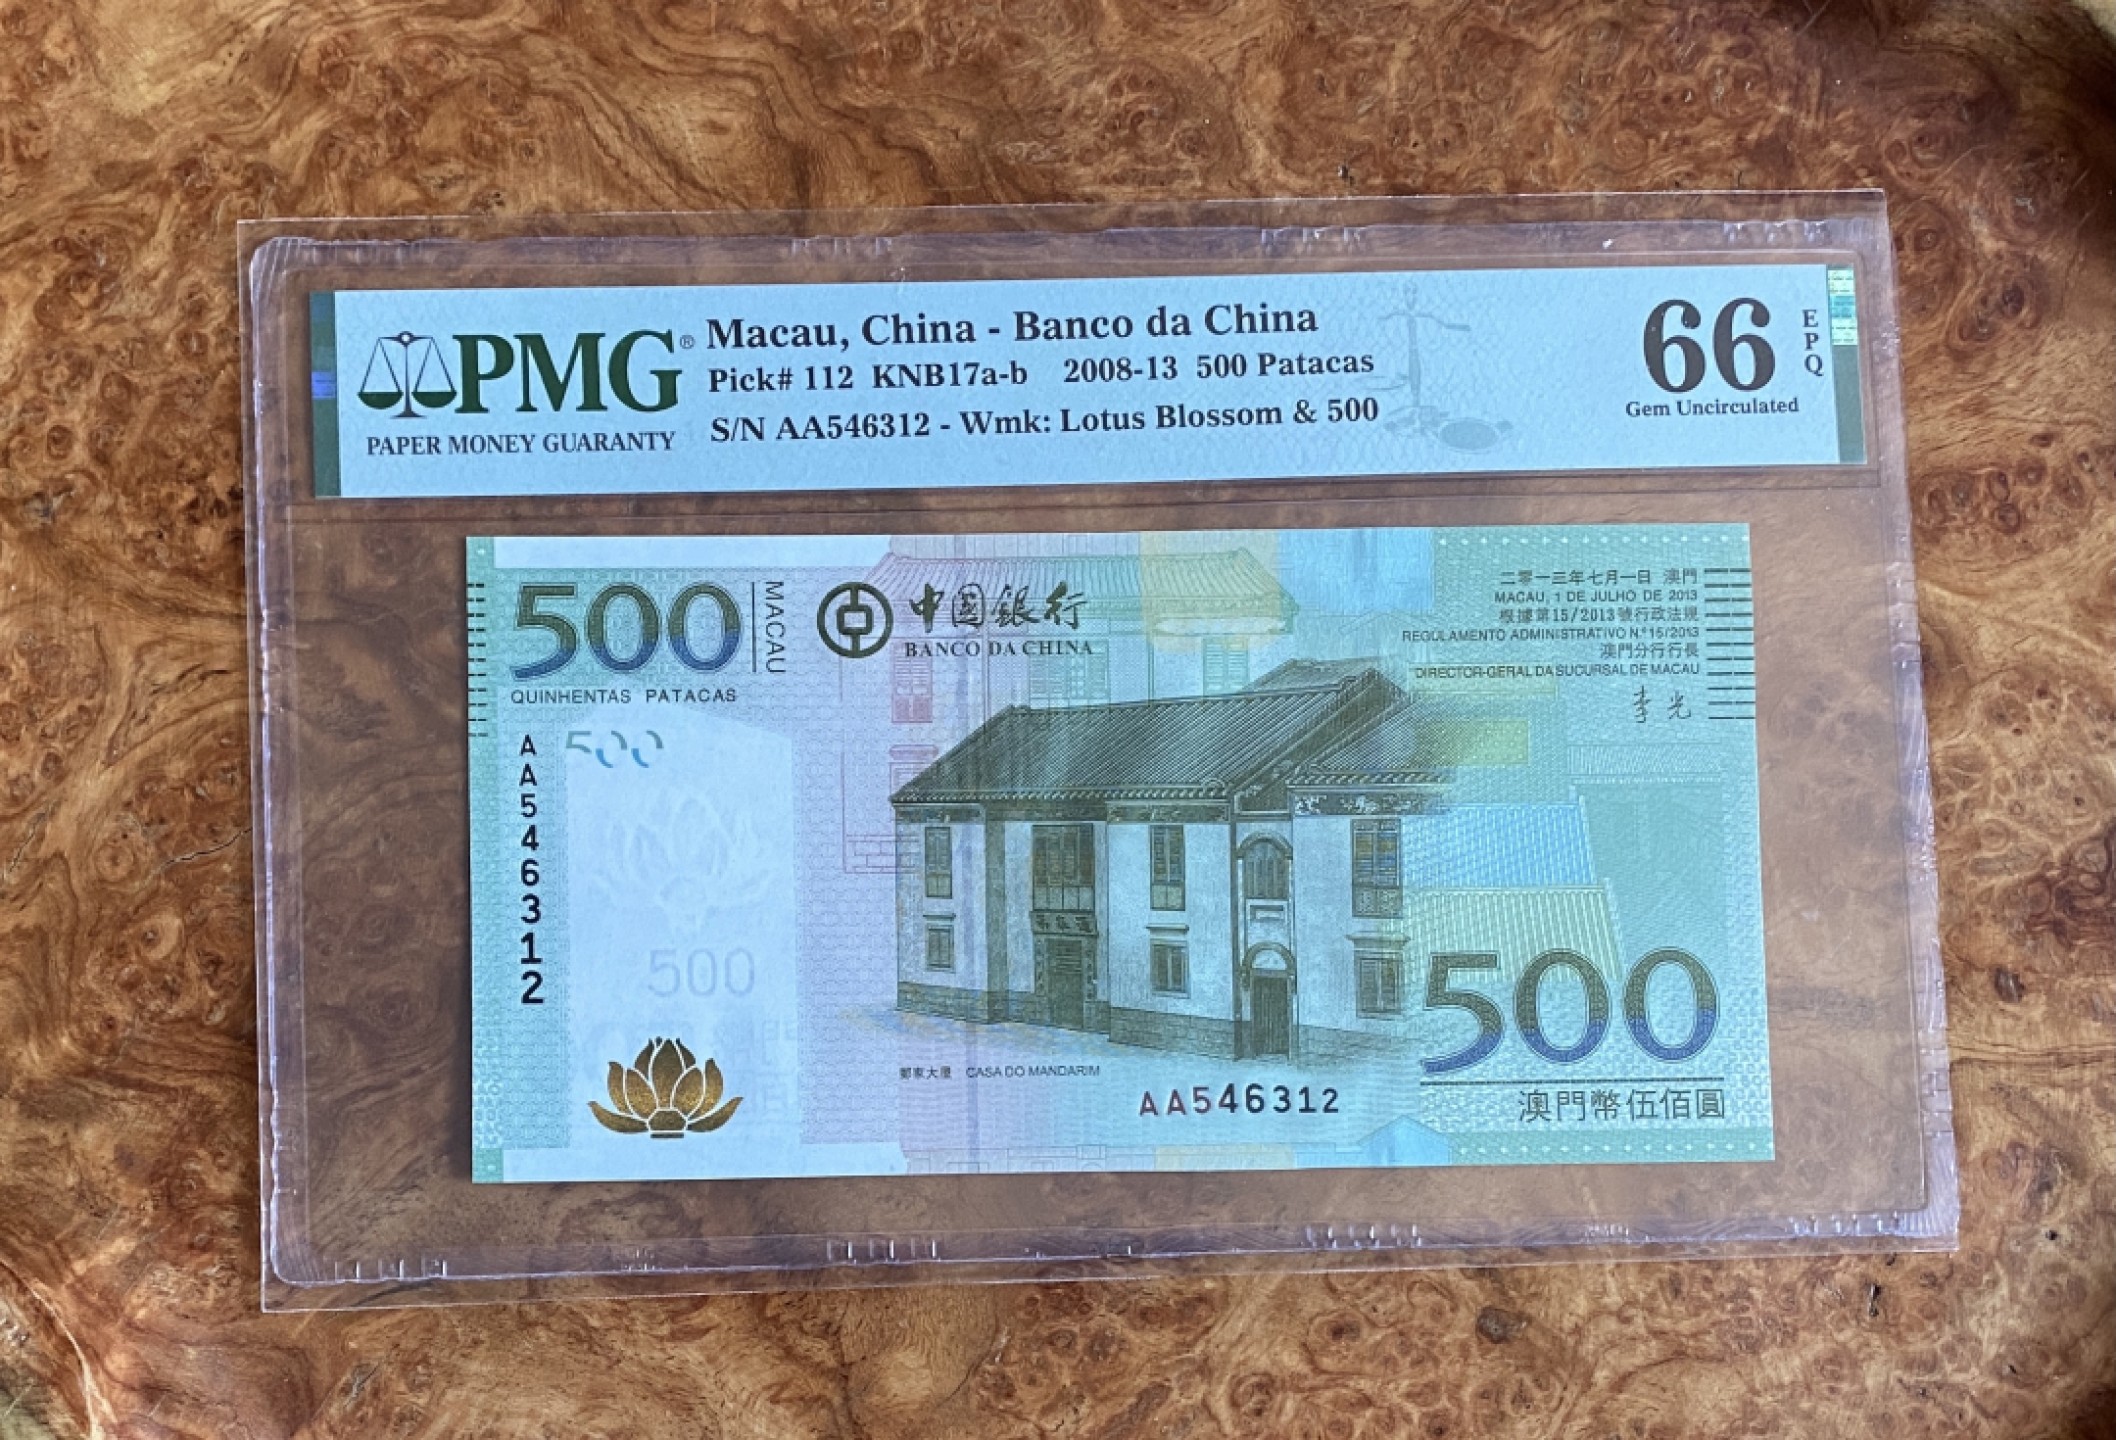 PMG®
PAPER MONEY GUARANTY
Macau, China - Banco da China
Pick# 112 KNB17a-b 2008-13 500 Patacas
S/N AA546312 - Wmk: Lotus Blossom & 500
66
EPQ
Gem Uncirculated
500
MACAU
QUINHENTAS PATACAS
中國銀行
BANCO DA CHINA
二零一三年七月一日 澳門
MACAU, 1 DE JULHO DE 2013
根據第15/2013號行政法規
REGULAMENTO ADMINISTRATIVO N.º 15/2013
澳門分行行長
DIRECTOR-GERAL DA SUCURSAL DE MACAU
李光
AA546312
500
500
鄭家大屋 CASA DO MANDARIM
AA546312
500
澳門幣伍佰圓